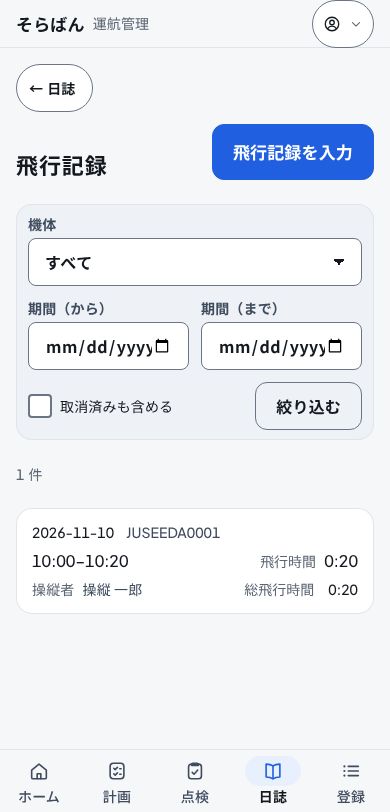 そらばん 運航管理
← 日誌
飛行記録
飛行記録を入力
機体
すべて
期間（から） 期間（まで）
mm/dd/yyyy mm/dd/yyyy
取消済みも含める 絞り込む
1 件
2026-11-10 JUSEEDA0001
10:00–10:20 飛行時間 0:20
操縦者 操縦 一郎 総飛行時間 0:20
ホーム 計画 点検 日誌 登録